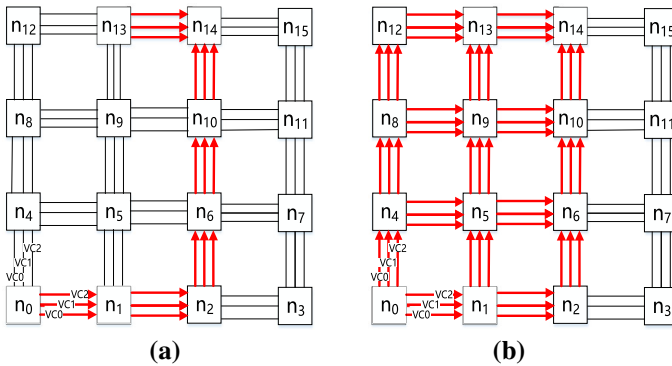 n12 n13 n14 n15
n8 n9 n10 n11
n4 n5 n6 n7
VC2
VC1
VC0
VC2
VC1
VC0
n0 n1 n2 n3
(a)
n12 n13 n14 n15
n8 n9 n10 n11
n4 n5 n6 n7
VC2
VC1
VC0
VC2
VC1
VC0
n0 n1 n2 n3
(b)